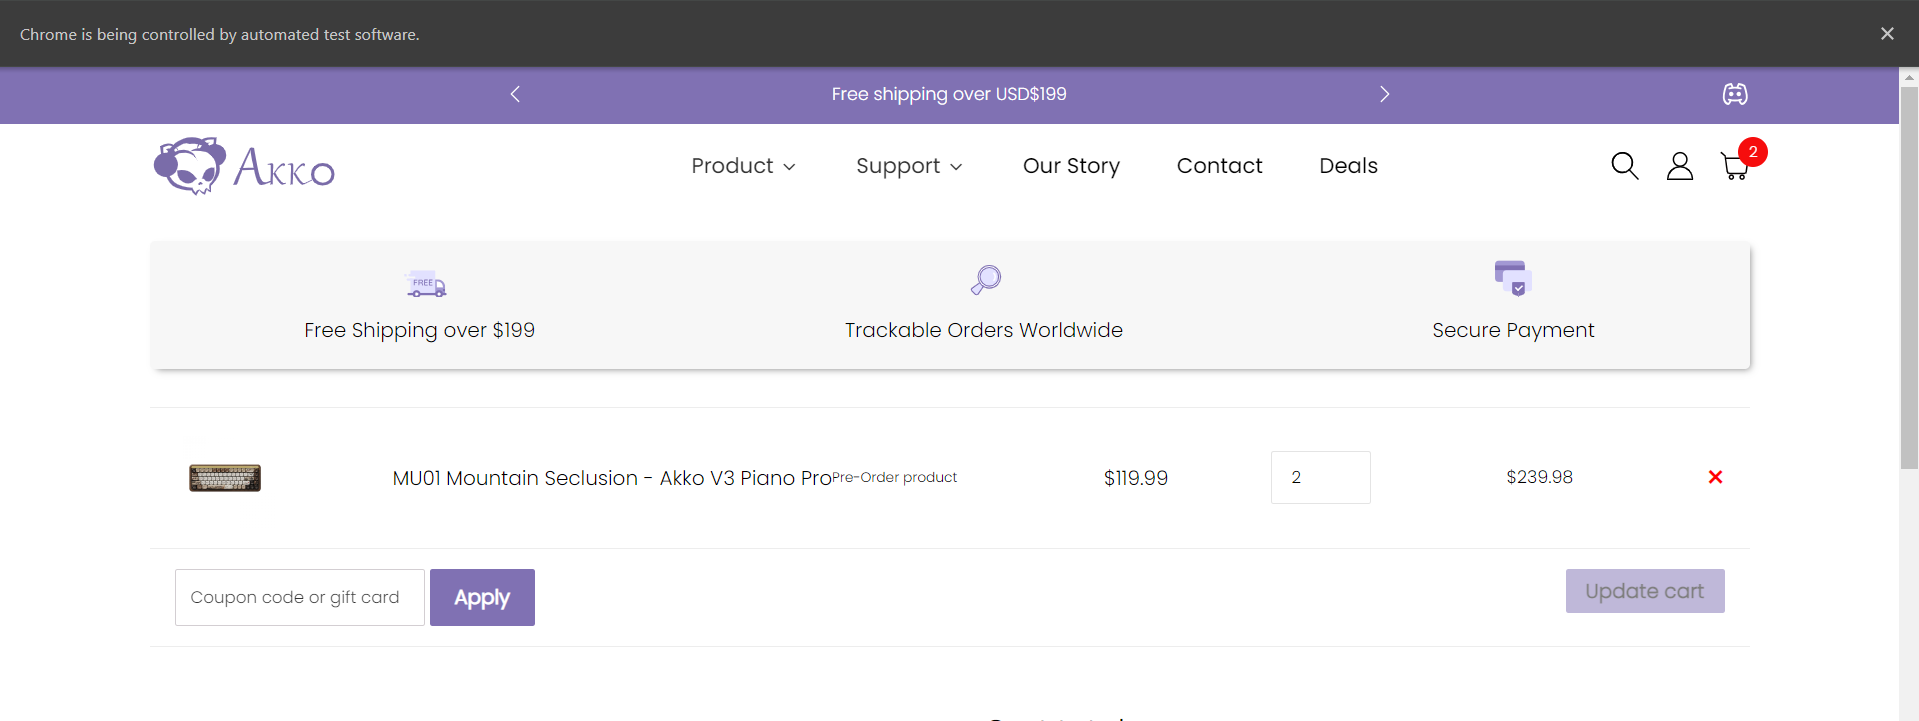 Chrome is being controlled by automated test software.
Free shipping over USD$199
AKKO
Product
Support
Our Story
Contact
Deals
2
FREE
Free Shipping over $199
Trackable Orders Worldwide
Secure Payment
MU01 Mountain Seclusion - Akko V3 Piano Pro Pre-Order product
$119.99
2
$239.98
Coupon code or gift card
Apply
Update cart